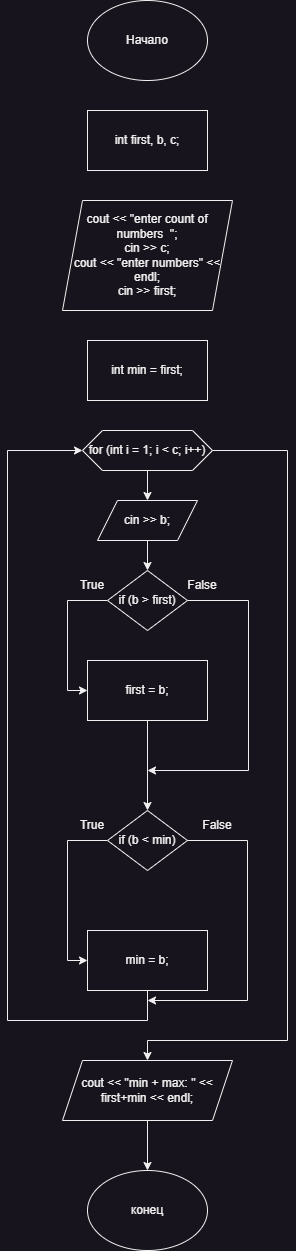 Начало
int first, b, c;
cout << "enter count of
numbers  ";
cin >> c;
cout << "enter numbers" <<
endl;
cin >> first;
int min = first;
for (int i = 1; i < c; i++)
cin >> b;
True
False
if (b > first)
first = b;
True
False
if (b < min)
min = b;
cout << "min + max: " <<
first+min << endl;
конец